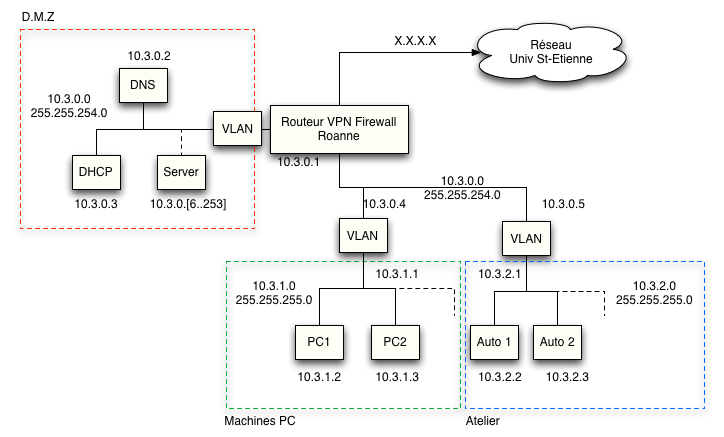 D.M.Z
X.X.X.X
Réseau
Univ St-Etienne
10.3.0.2
DNS
10.3.0.0
255.255.254.0
VLAN
Routeur VPN Firewall
Roanne
10.3.0.1
DHCP
Server
10.3.0.3
10.3.0.[6..253]
10.3.0.0
255.255.254.0
10.3.0.4
10.3.0.5
VLAN
VLAN
10.3.1.1
10.3.2.1
10.3.1.0
255.255.255.0
10.3.2.0
255.255.255.0
PC1
PC2
Auto 1
Auto 2
10.3.1.2
10.3.1.3
10.3.2.2
10.3.2.3
Machines PC
Atelier